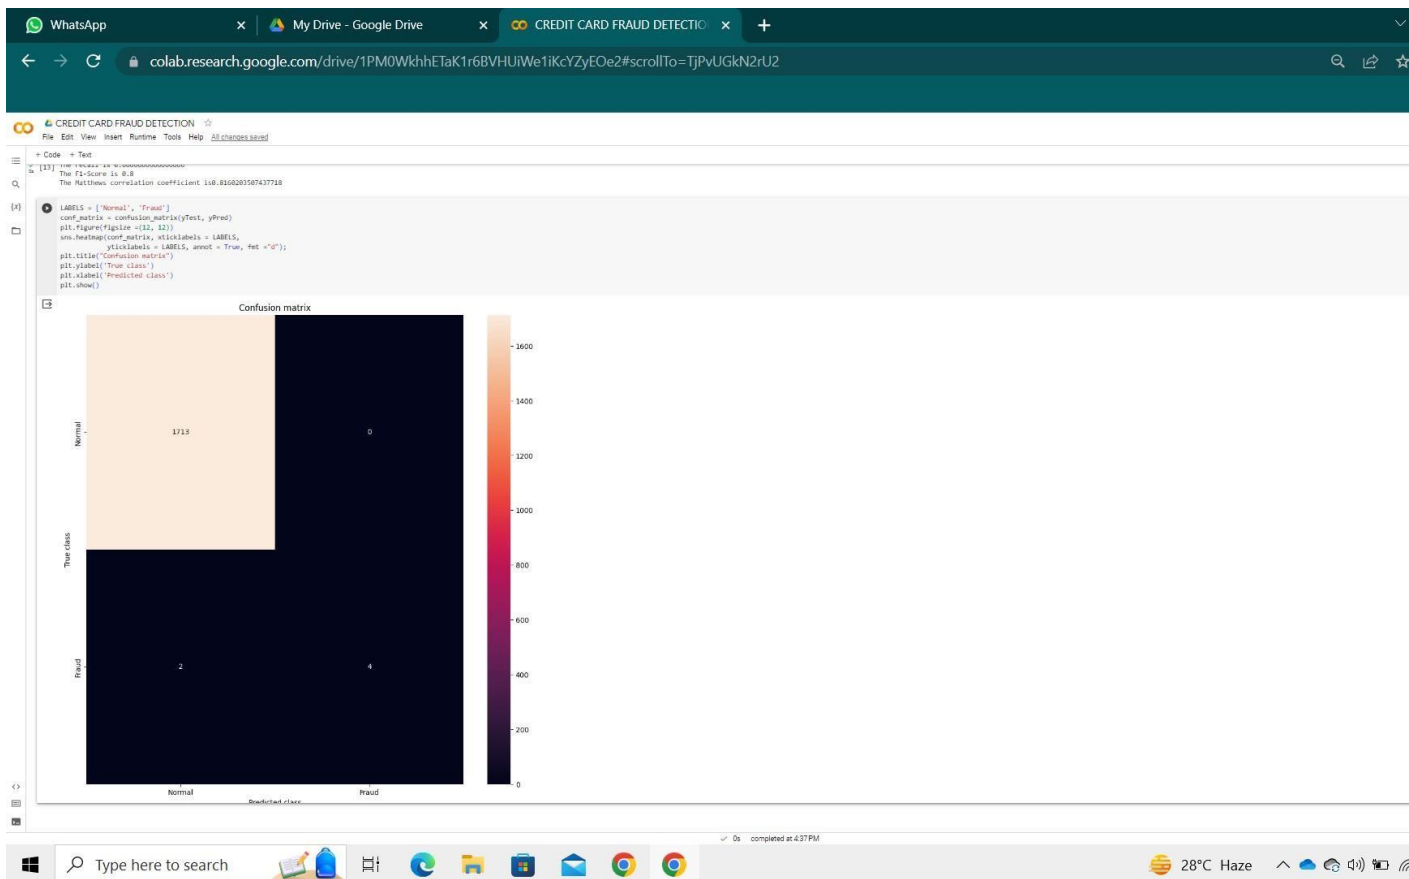 WhatsApp
My Drive - Google Drive
CREDIT CARD FRAUD DETECTIO
colab.research.google.com/drive/1PM0WkhhETaK1r6BVHUiWe1iKcYZyEOe2#scrollTo=TjPvUGkN2rU2
CREDIT CARD FRAUD DETECTION
File Edit View Insert Runtime Tools Help All changes saved
+ Code + Text
[13] The recall is
The F1-Score is 0.8
The Matthews correlation coefficient is0.8160203507437718
LABELS = ['Normal', 'Fraud']
conf_matrix = confusion_matrix(yTest, yPred)
plt.figure(figsize =(12, 12))
sns.heatmap(conf_matrix, xticklabels = LABELS,
yticklabels = LABELS, annot = True, fmt ="d");
plt.title("Confusion matrix")
plt.ylabel('True class')
plt.xlabel('Predicted class')
plt.show()
Confusion matrix
1600
1400
1200
1000
800
600
400
200
0
Normal
1713
0
True class
Fraud
2
4
Normal
Fraud
Predicted class
0s completed at 4:37 PM
Type here to search
28°C Haze